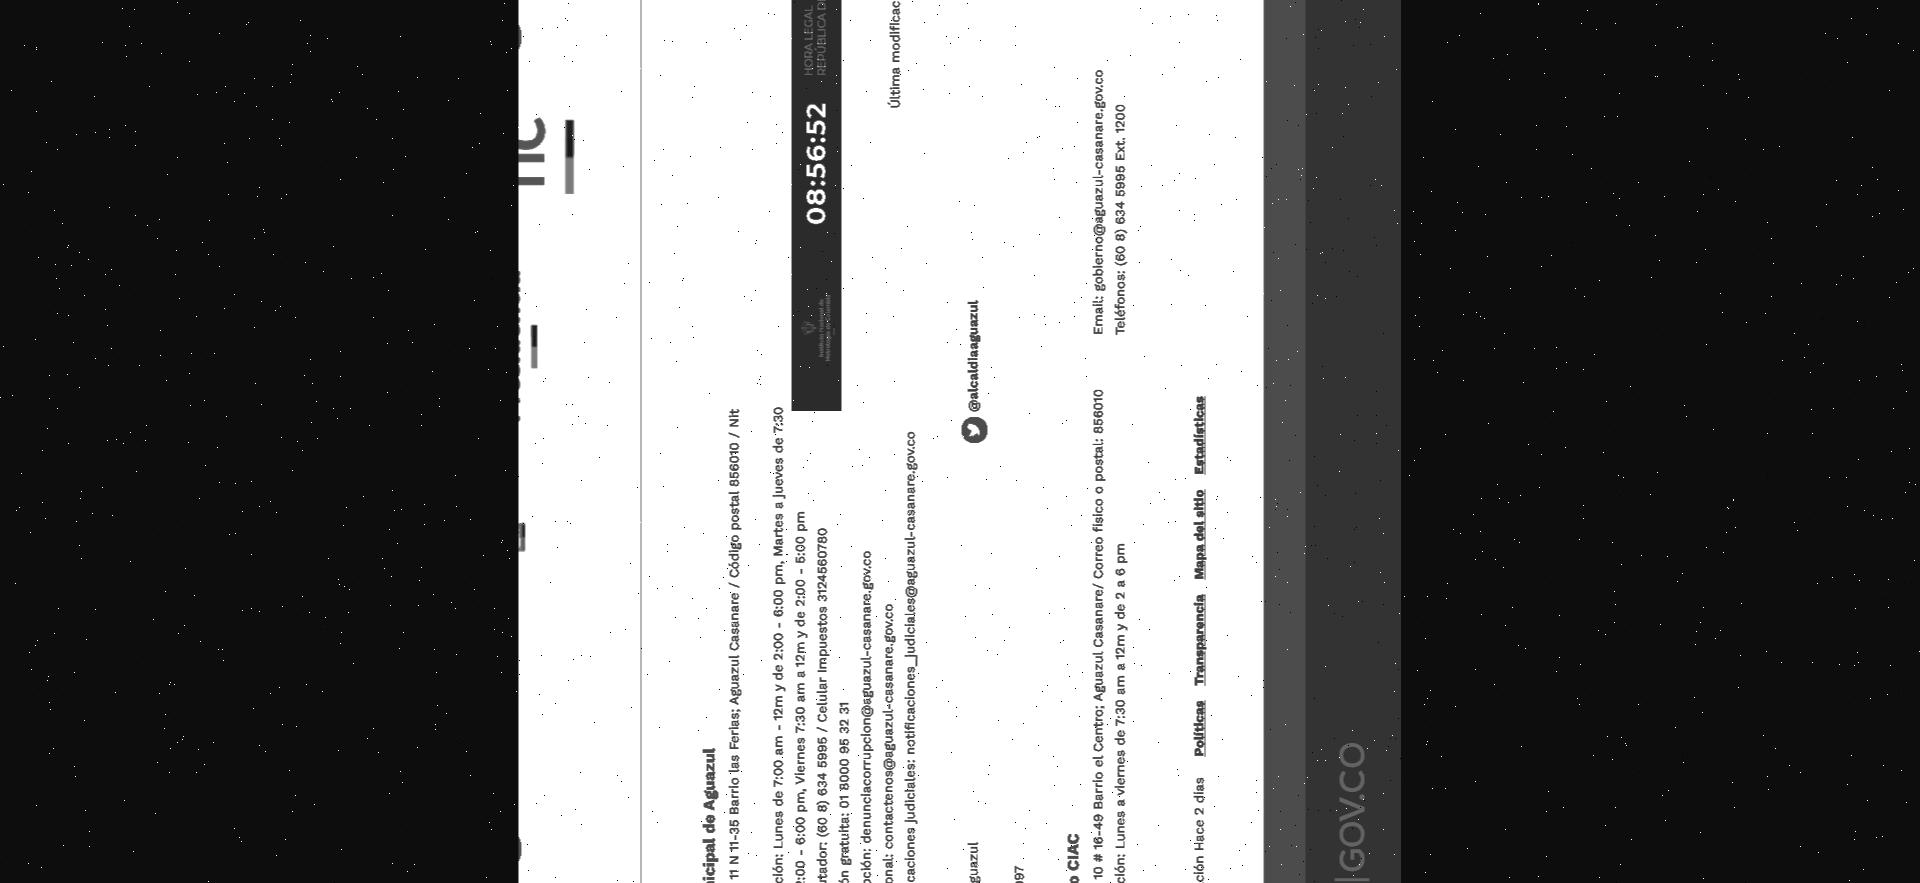 nicipal de Aguazul
11 N 11-35 Barrio las Ferias; Aguazul Casanare / Código postal 856010 / Nit
ción: Lunes de 7:00 am - 12m y de 2:00 - 6:00 pm, Martes a jueves de 7:30
2:00 - 6:00 pm, Viernes 7:30 am a 12m y de 2:00 - 5:00 pm
utador: (60 8) 634 5995 / Celular Impuestos 3124560780
ón gratuita: 01 8000 95 32 31
pción: denunciacorrupcion@aguazul-casanare.gov.co
onal: contactenos@aguazul-casanare.gov.co
caciones judiciales: notificaciones_judiciales@aguazul-casanare.gov.co
08:56:52
HORA LEGAL
REPÚBLICA DE
Última modificac
guazul
@alcaldiaaguazul
097
o CIAC
10 # 16-49 Barrio el Centro; Aguazul Casanare/ Correo físico o postal: 856010
Email: gobierno@aguazul-casanare.gov.co
ción: Lunes a viernes de 7:30 am a 12m y de 2 a 6 pm
Teléfonos: (60 8) 634 5995 Ext. 1200
ción Hace 2 días Políticas Transparencia Mapa del sitio Estadísticas
GOV.CO